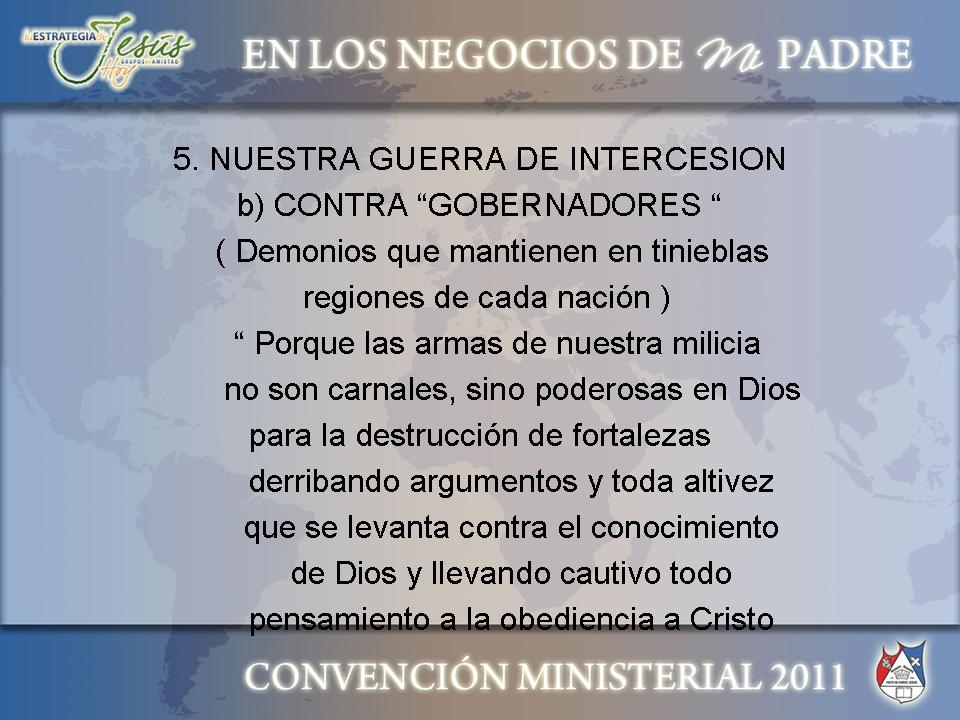 la ESTRATEGIA de
Jesús
GRUPOS de AMISTAD
Hoy
EN LOS NEGOCIOS DE Mi PADRE
5. NUESTRA GUERRA DE INTERCESION
b) CONTRA “GOBERNADORES “
( Demonios que mantienen en tinieblas
regiones de cada nación )
“ Porque las armas de nuestra milicia
no son carnales, sino poderosas en Dios
para la destrucción de fortalezas
derribando argumentos y toda altivez
que se levanta contra el conocimiento
de Dios y llevando cautivo todo
pensamiento a la obediencia a Cristo
CONVENCIÓN MINISTERIAL 2011